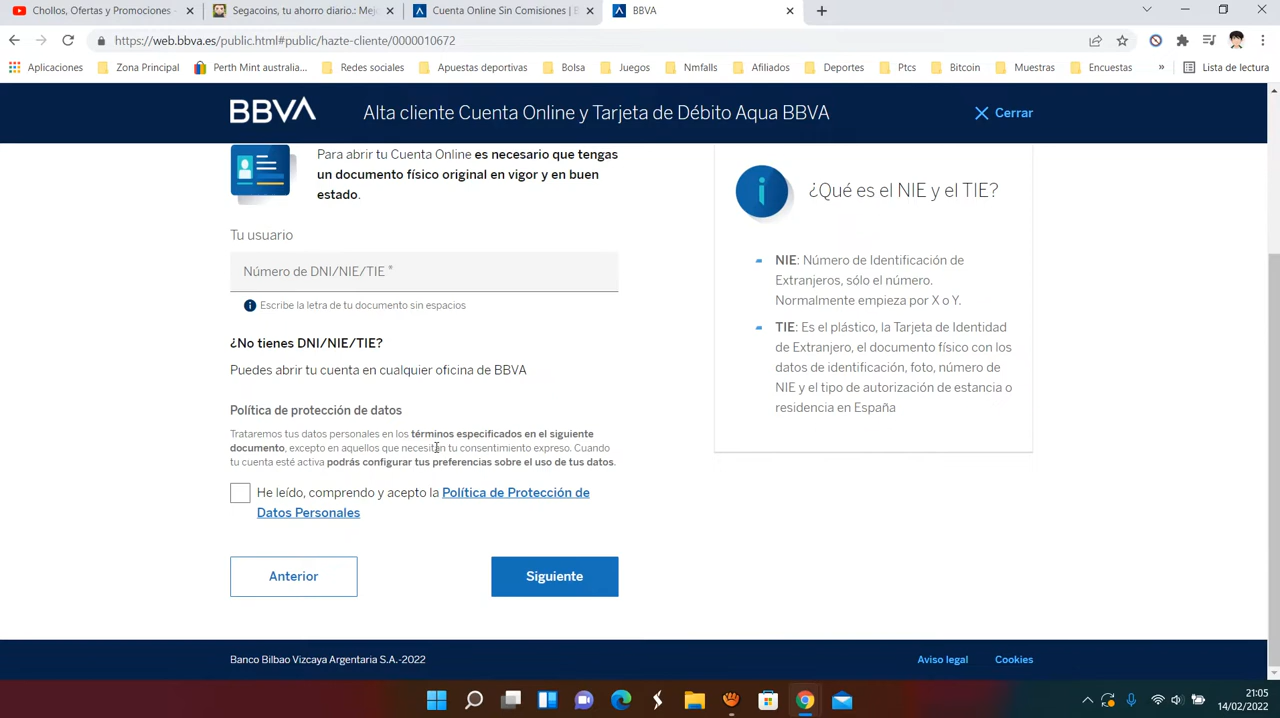 Chollos, Ofertas y Promociones -
Segacoins, tu ahorro diario.: Mej
Cuenta Online Sin Comisiones | B
BBVA
https://web.bbva.es/public.html#public/hazte-cliente/0000010672
Aplicaciones
Zona Principal
Perth Mint australia...
Redes sociales
Apuestas deportivas
Bolsa
Juegos
Nmfalls
Afiliados
Deportes
Ptcs
Bitcoin
Muestras
Encuestas
»
Lista de lectura
BBVA
Alta cliente Cuenta Online y Tarjeta de Débito Aqua BBVA
Cerrar
Para abrir tu Cuenta Online es necesario que tengas
un documento físico original en vigor y en buen
estado.
Tu usuario
Número de DNI/NIE/TIE *
Escribe la letra de tu documento sin espacios
¿No tienes DNI/NIE/TIE?
Puedes abrir tu cuenta en cualquier oficina de BBVA
Política de protección de datos
Trataremos tus datos personales en los términos especificados en el siguiente
documento, excepto en aquellos que necesiten tu consentimiento expreso. Cuando
tu cuenta esté activa podrás configurar tus preferencias sobre el uso de tus datos.
He leído, comprendo y acepto la Política de Protección de
Datos Personales
Anterior
Siguiente
¿Qué es el NIE y el TIE?
NIE: Número de Identificación de
Extranjeros, sólo el número.
Normalmente empieza por X o Y.
TIE: Es el plástico, la Tarjeta de Identidad
de Extranjero, el documento físico con los
datos de identificación, foto, número de
NIE y el tipo de autorización de estancia o
residencia en España
Banco Bilbao Vizcaya Argentaria S.A.-2022
Aviso legal
Cookies
21:05
14/02/2022